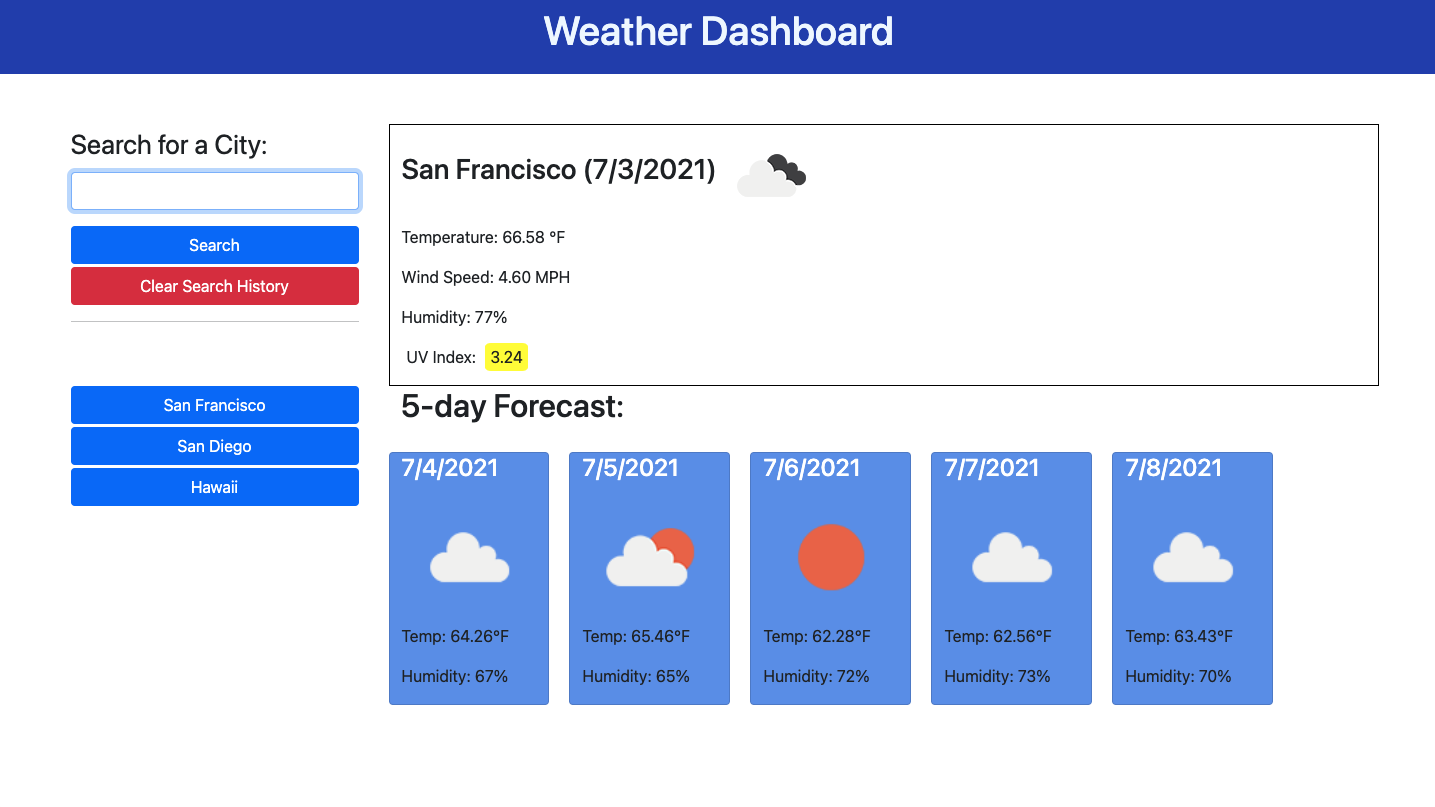 Weather Dashboard
Search for a City:
Search
Clear Search History
San Francisco
San Diego
Hawaii
San Francisco (7/3/2021)
Temperature: 66.58 °F
Wind Speed: 4.60 MPH
Humidity: 77%
UV Index: 3.24
5-day Forecast:
7/4/2021
Temp: 64.26°F
Humidity: 67%
7/5/2021
Temp: 65.46°F
Humidity: 65%
7/6/2021
Temp: 62.28°F
Humidity: 72%
7/7/2021
Temp: 62.56°F
Humidity: 73%
7/8/2021
Temp: 63.43°F
Humidity: 70%